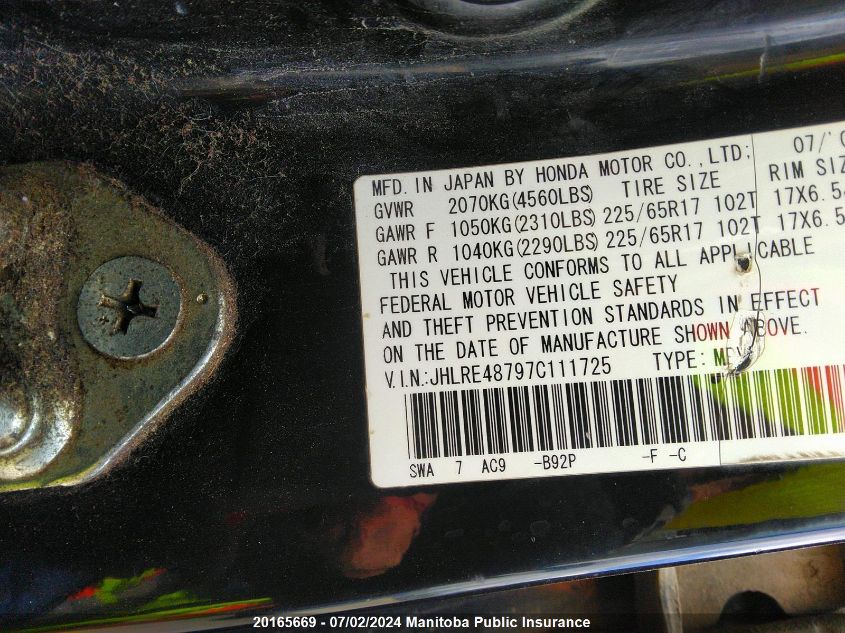 MFD. IN JAPAN BY HONDA MOTOR CO.,LTD; 07/'0
GVWR 2070KG(4560LBS) TIRE SIZE RIM SIZ
GAWR F 1050KG(2310LBS) 225/65R17 102T 17X6.5
GAWR R 1040KG(2290LBS) 225/65R17 102T 17X6.5
THIS VEHICLE CONFORMS TO ALL APPLICABLE
FEDERAL MOTOR VEHICLE SAFETY
AND THEFT PREVENTION STANDARDS IN EFFECT
ON THE DATE OF MANUFACTURE SHOWN ABOVE.
V.I.N.:JHLRE48797C111725 TYPE:
SWA 7 AC9 -B92P -F -C
20165669 - 07/02/2024 Manitoba Public Insurance